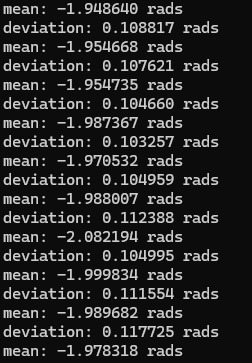 mean: -1.948640 rads
deviation: 0.108817 rads
mean: -1.954668 rads
deviation: 0.107621 rads
mean: -1.954735 rads
deviation: 0.104660 rads
mean: -1.987367 rads
deviation: 0.103257 rads
mean: -1.970532 rads
deviation: 0.104959 rads
mean: -1.988007 rads
deviation: 0.112388 rads
mean: -2.082194 rads
deviation: 0.104995 rads
mean: -1.999834 rads
deviation: 0.111554 rads
mean: -1.989682 rads
deviation: 0.117725 rads
mean: -1.978318 rads